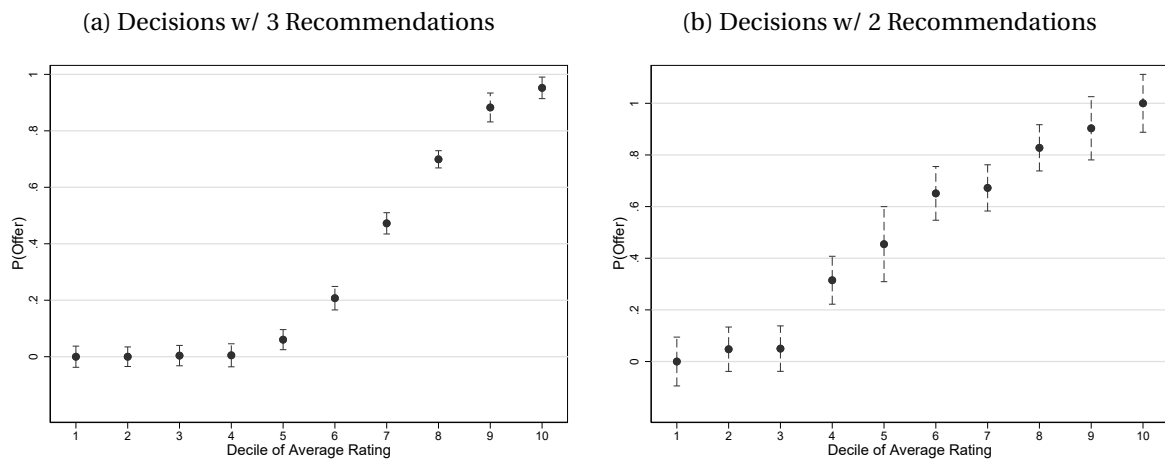 (a) Decisions w/ 3 Recommendations
P(Offer)
1
.8
.6
.4
.2
0
1 2 3 4 5 6 7 8 9 10
Decile of Average Rating
(b) Decisions w/ 2 Recommendations
P(Offer)
1
.8
.6
.4
.2
0
1 2 3 4 5 6 7 8 9 10
Decile of Average Rating